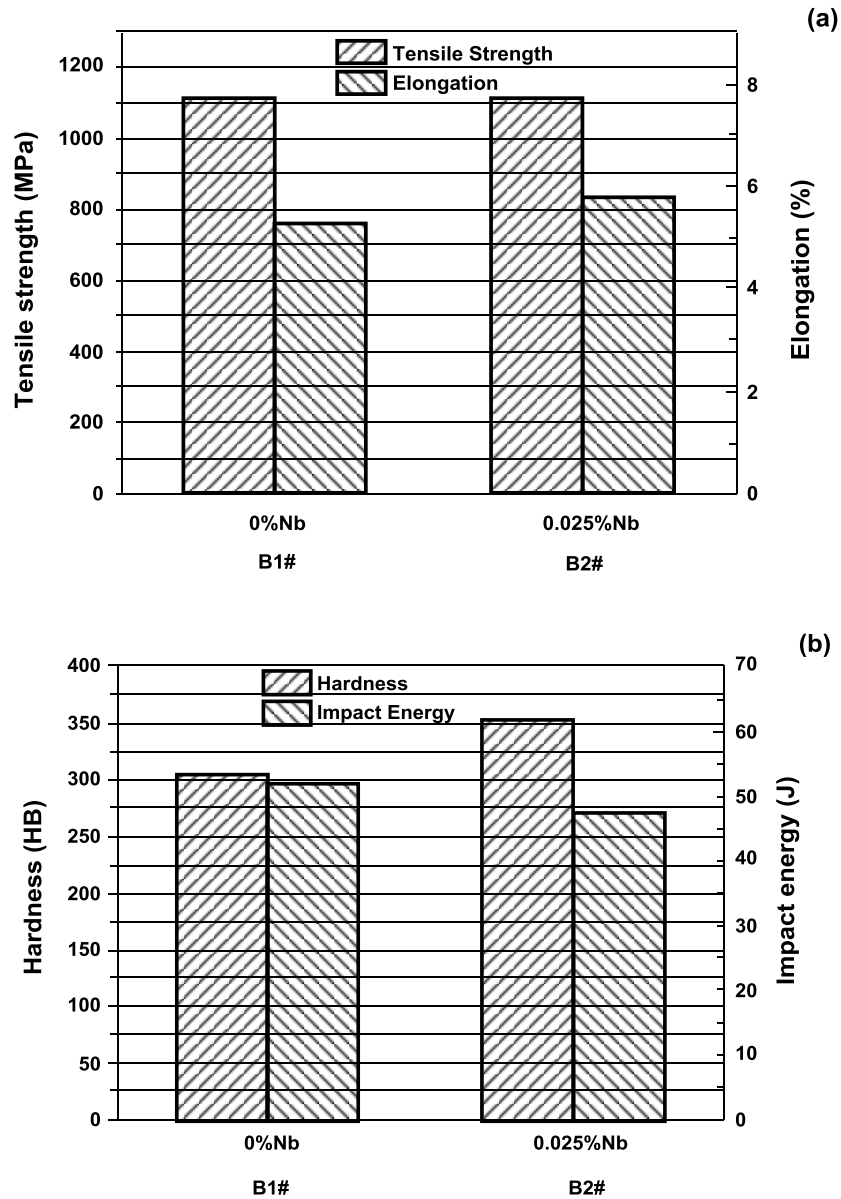 (a)
Tensile Strength
Elongation
1200
1000
800
600
400
200
0
Tensile strength (MPa)
8
6
4
2
0
Elongation (%)
0%Nb
0.025%Nb
B1#
B2#
(b)
Hardness
Impact Energy
400
350
300
250
200
150
100
50
0
Hardness (HB)
70
60
50
40
30
20
10
0
Impact energy (J)
0%Nb
0.025%Nb
B1#
B2#